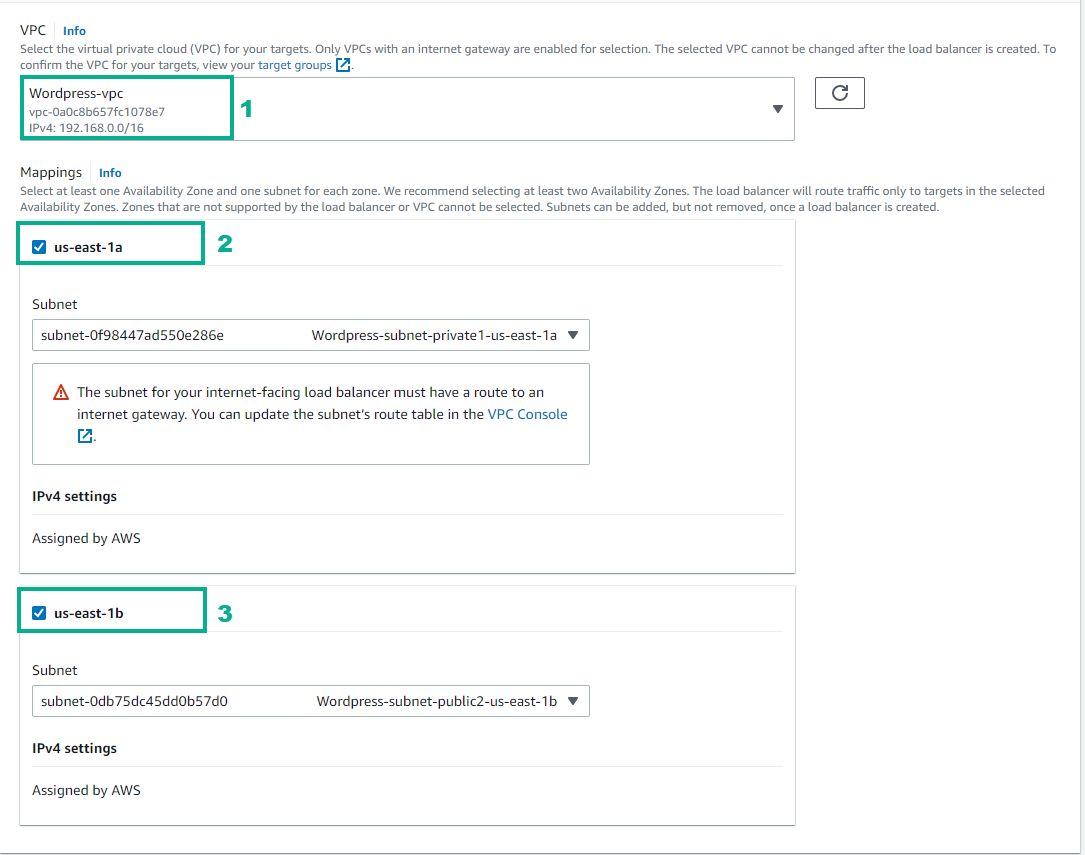 VPC Info
Select the virtual private cloud (VPC) for your targets. Only VPCs with an internet gateway are enabled for selection. The selected VPC cannot be changed after the load balancer is created. To
confirm the VPC for your targets, view your target groups.
Wordpress-vpc
vpc-0a0c8b657fc1078e7
IPv4: 192.168.0.0/16
1
Mappings Info
Select at least one Availability Zone and one subnet for each zone. We recommend selecting at least two Availability Zones. The load balancer will route traffic only to targets in the selected
Availability Zones. Zones that are not supported by the load balancer or VPC cannot be selected. Subnets can be added, but not removed, once a load balancer is created.
us-east-1a 2
Subnet
subnet-0f98447ad550e286e Wordpress-subnet-private1-us-east-1a
The subnet for your internet-facing load balancer must have a route to an
internet gateway. You can update the subnet's route table in the VPC Console
.
IPv4 settings
Assigned by AWS
us-east-1b 3
Subnet
subnet-0db75dc45dd0b57d0 Wordpress-subnet-public2-us-east-1b
IPv4 settings
Assigned by AWS